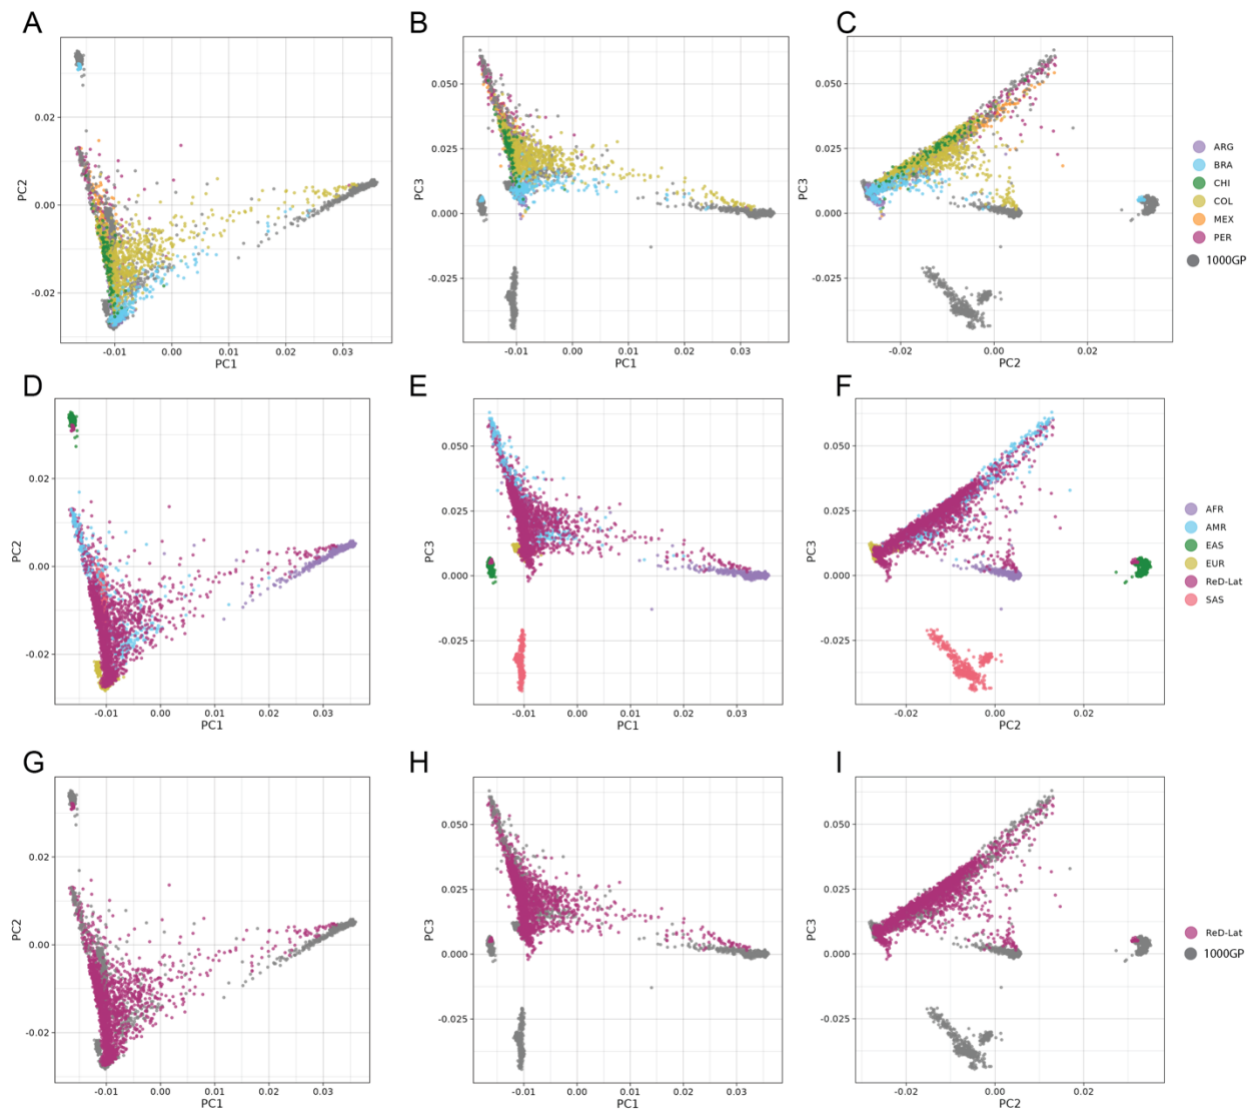 A
B
C
0.02
0.00
-0.02
PC2
-0.01
0.00
0.01
0.02
0.03
PC1
0.050
0.025
0.000
-0.025
PC3
-0.01
0.00
0.01
0.02
0.03
PC1
0.050
0.025
0.000
-0.025
PC3
-0.02
0.00
0.02
PC2
ARG
BRA
CHI
COL
MEX
PER
1000GP
D
E
F
0.02
0.00
-0.02
PC2
-0.01
0.00
0.01
0.02
0.03
PC1
0.050
0.025
0.000
-0.025
PC3
-0.01
0.00
0.01
0.02
0.03
PC1
0.050
0.025
0.000
-0.025
PC3
-0.02
0.00
0.02
PC2
AFR
AMR
EAS
EUR
ReD-Lat
SAS
G
H
I
0.02
0.00
-0.02
PC2
-0.01
0.00
0.01
0.02
0.03
PC1
0.050
0.025
0.000
-0.025
PC3
-0.01
0.00
0.01
0.02
0.03
PC1
0.050
0.025
0.000
-0.025
PC3
-0.02
0.00
0.02
PC2
ReD-Lat
1000GP